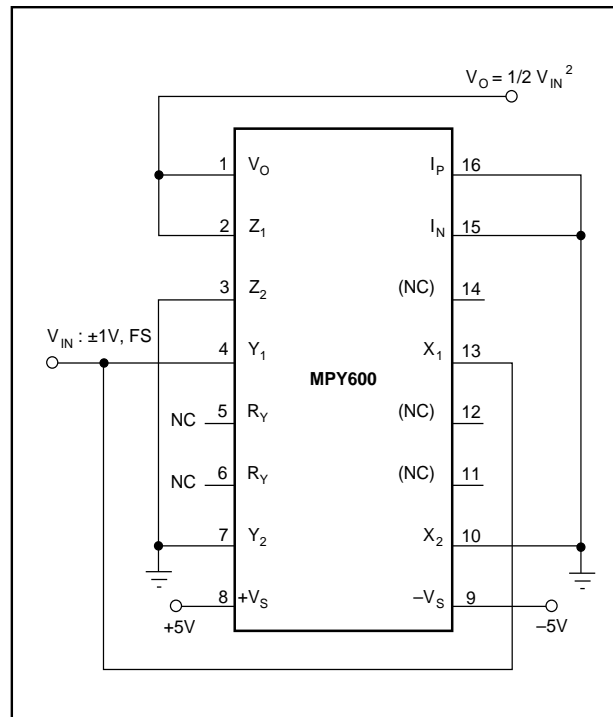 V_O = 1/2 V_IN^2
1 V_O I_P 16
2 Z_1 I_N 15
3 Z_2 (NC) 14
V_IN : ±1V, FS
4 Y_1 X_1 13
MPY600
NC 5 R_Y (NC) 12
NC 6 R_Y (NC) 11
7 Y_2 X_2 10
8 +V_S –V_S 9
+5V –5V